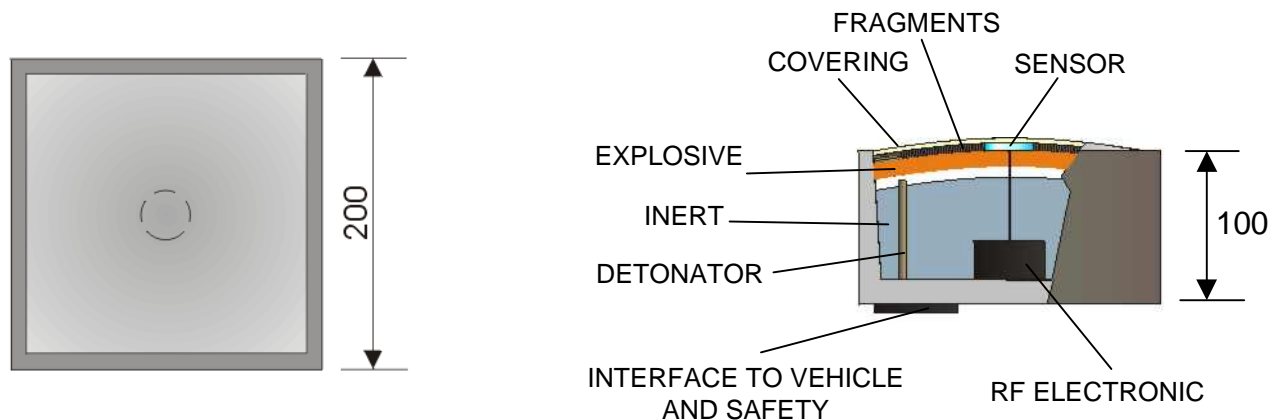 200
FRAGMENTS
COVERING
SENSOR
EXPLOSIVE
INERT
DETONATOR
100
INTERFACE TO VEHICLE
AND SAFETY
RF ELECTRONIC